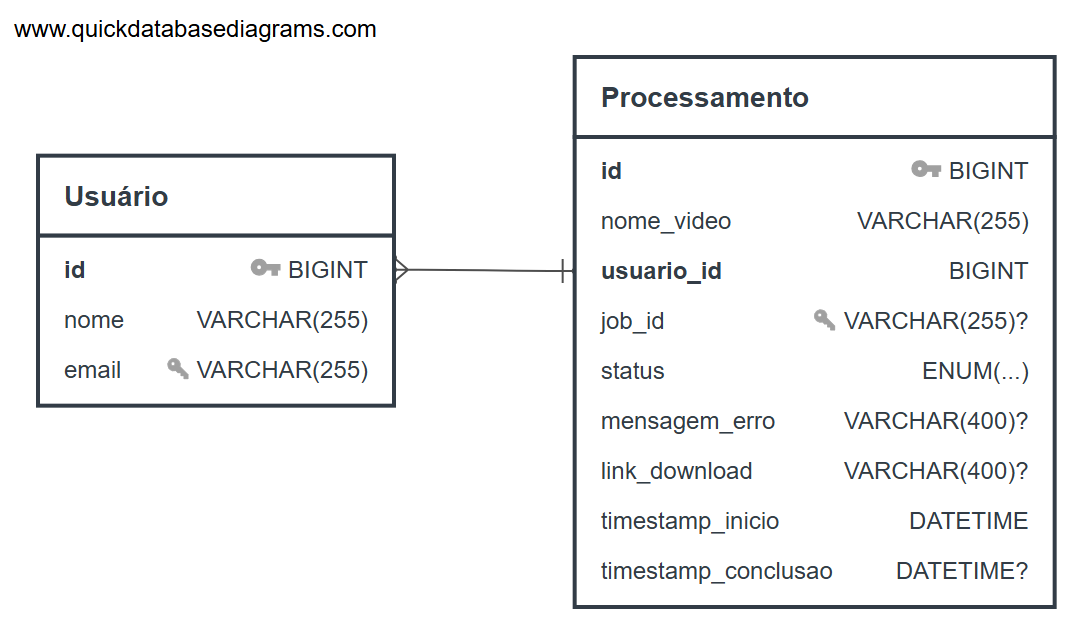 www.quickdatabasediagrams.com
Usuário
id BIGINT
nome VARCHAR(255)
email VARCHAR(255)
Processamento
id BIGINT
nome_video VARCHAR(255)
usuario_id BIGINT
job_id VARCHAR(255)?
status ENUM(...)
mensagem_erro VARCHAR(400)?
link_download VARCHAR(400)?
timestamp_inicio DATETIME
timestamp_conclusao DATETIME?